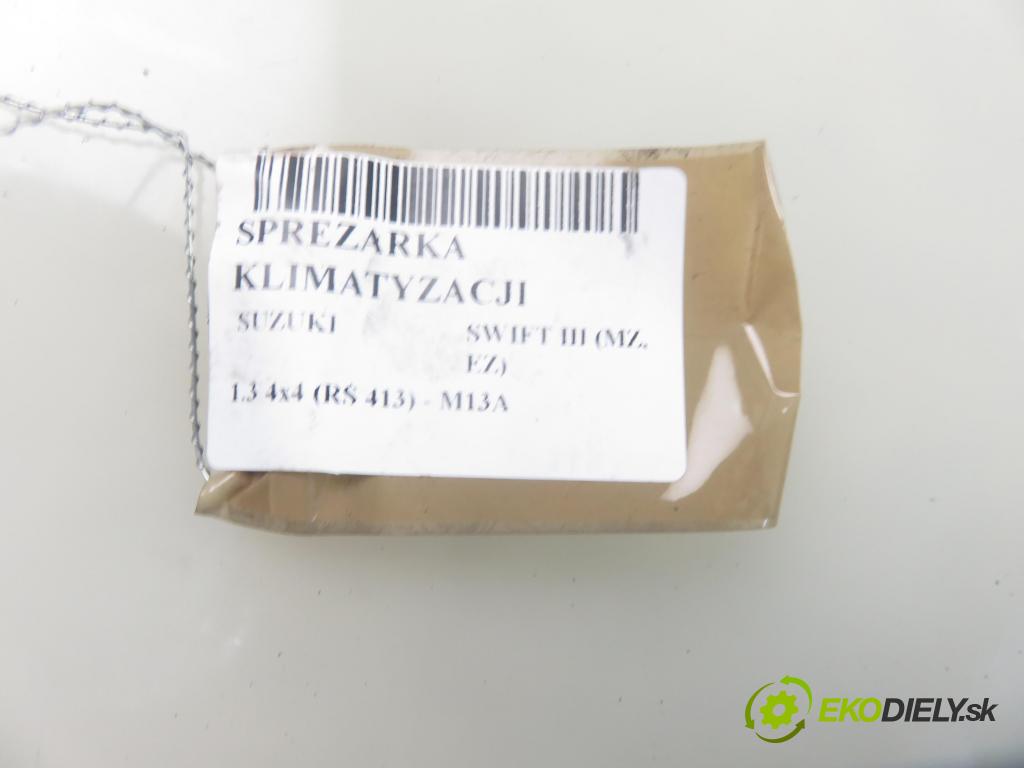 SPREZARKA
KLIMATYZACJI
SUZUKI SWIFT III (MZ,
EZ)
1.3 4x4 (RS 413) - M13A
EKODIELY.sk